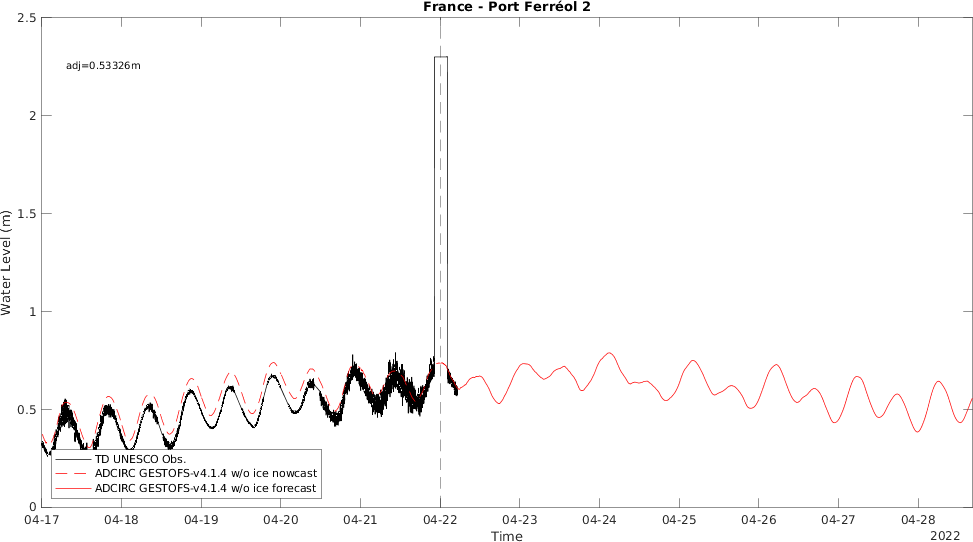 France - Port Ferréol 2
2.5
adj=0.53326m
2
1.5
Water Level (m)
1
0.5
TD UNESCO Obs.
ADCIRC GESTOFS-v4.1.4 w/o ice nowcast
ADCIRC GESTOFS-v4.1.4 w/o ice forecast
0
04-17 04-18 04-19 04-20 04-21 04-22 04-23 04-24 04-25 04-26 04-27 04-28
Time
2022